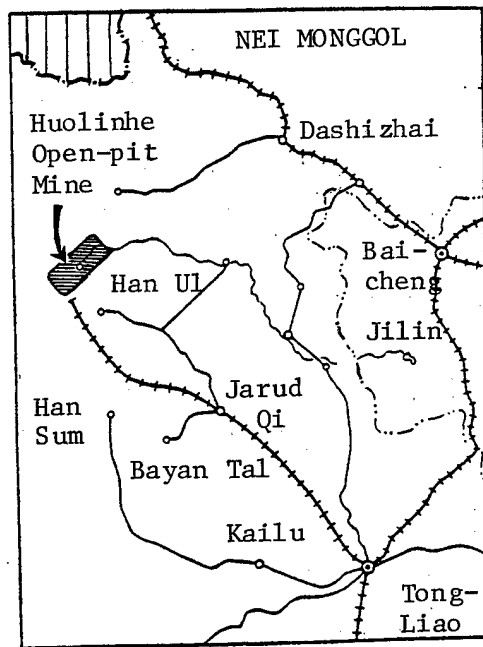 NEI MONGGOL
Huolinhe
Open-pit
Mine
Dashizhai
Bai-
cheng
Han Ul
Jilin
Jarud
Qi
Han
Sum
Bayan Tal
Kailu
Tong-
Liao